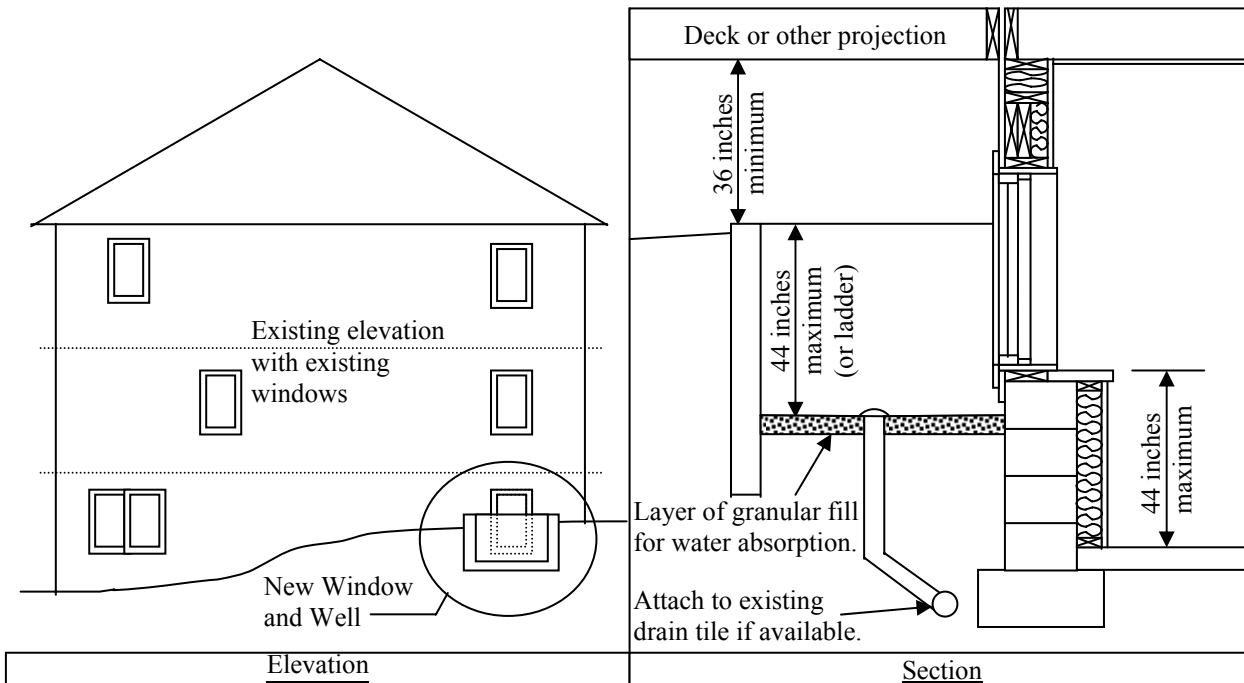 Existing elevation
with existing
windows
New Window
and Well
Elevation
Deck or other projection
36 inches
minimum
44 inches
maximum
(or ladder)
Layer of granular fill
for water absorption.
44 inches
maximum
Attach to existing
drain tile if available.
Section